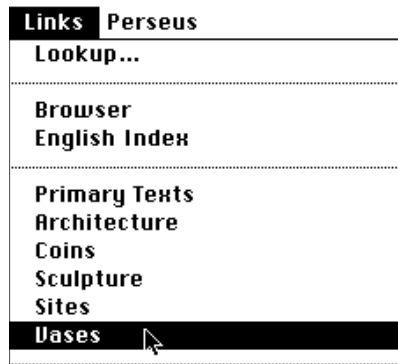 Links Perseus
Lookup...
Browser
English Index
Primary Texts
Architecture
Coins
Sculpture
Sites
Vases